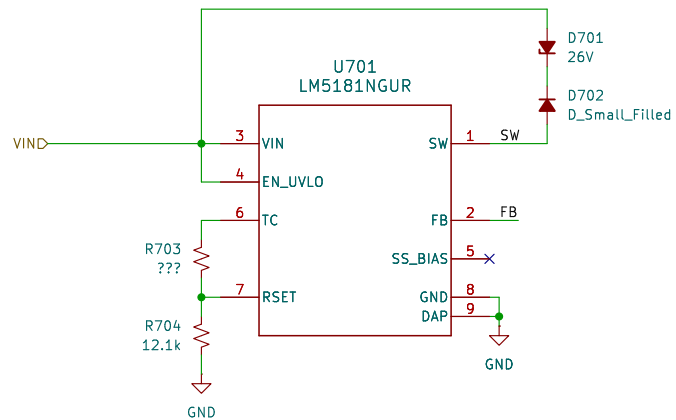 D701
26V
U701
LM5181NGUR
D702
D_Small_Filled
VIN
3
VIN
SW
1
SW
4
EN_UVLO
6
TC
FB
2
FB
R703
???
SS_BIAS
5
7
RSET
GND
8
R704
12.1k
DAP
9
GND
GND